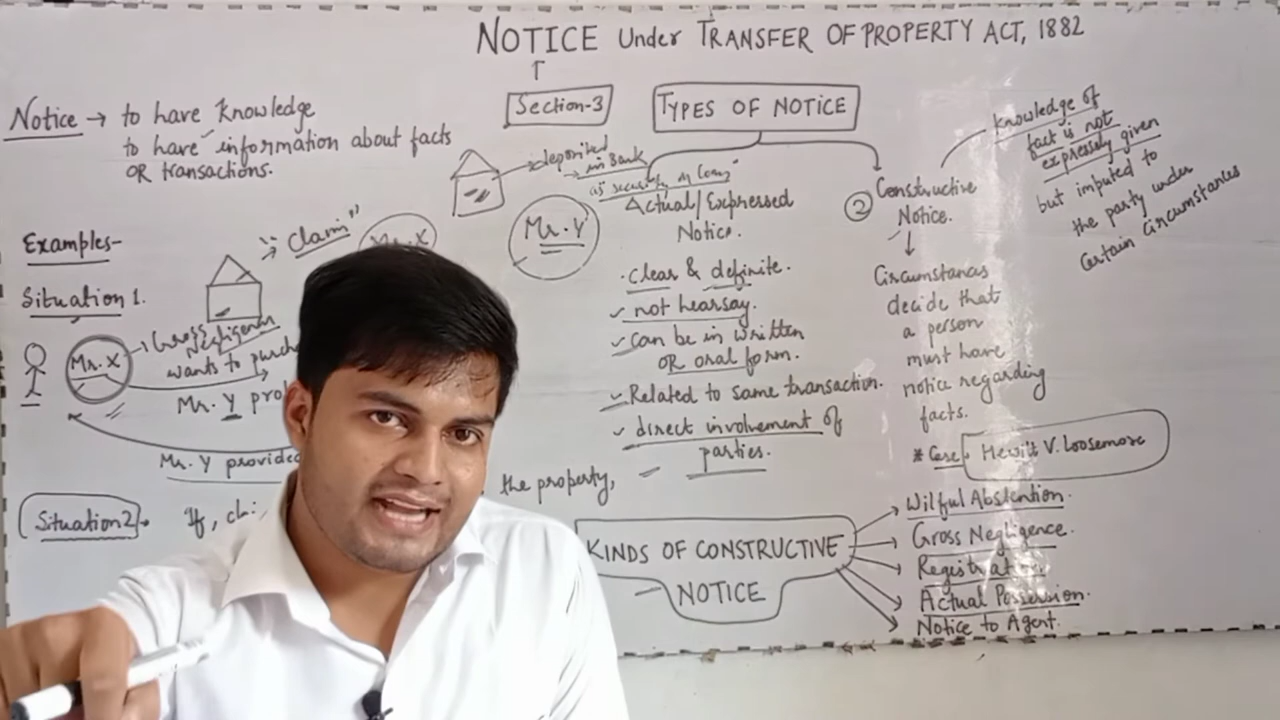 NOTICE Under TRANSFER OF PROPERTY ACT, 1882
Section-3
Notice → to have knowledge
to have information about facts
OR transactions.
Examples-
Situation 1.
"claim"
Mr. X
Gross
Negligence
wants to purch
Mr. Y pro
Mr. Y provided
Situation 2
If, clai
the property,
deposited
in Bank
as security of loan
Mr. X
Mr. Y
TYPES OF NOTICE
Actual/Expressed
Notice.
clear & definite.
not hearsay.
can be in written
OR oral form.
Related to same transaction.
direct involvement of
parties.
② Constructive
Notice.
Circumstances
decide that
a person
must have
notice regarding
facts.
* Case. Hewitt V. Loosemore
knowledge of
fact is not
expressely given
but imputed to
the party under
certain circumstances
KINDS OF CONSTRUCTIVE
NOTICE
Wilful Abstention.
Gross Negligence.
Registration.
Actual Possession.
Notice to Agent.